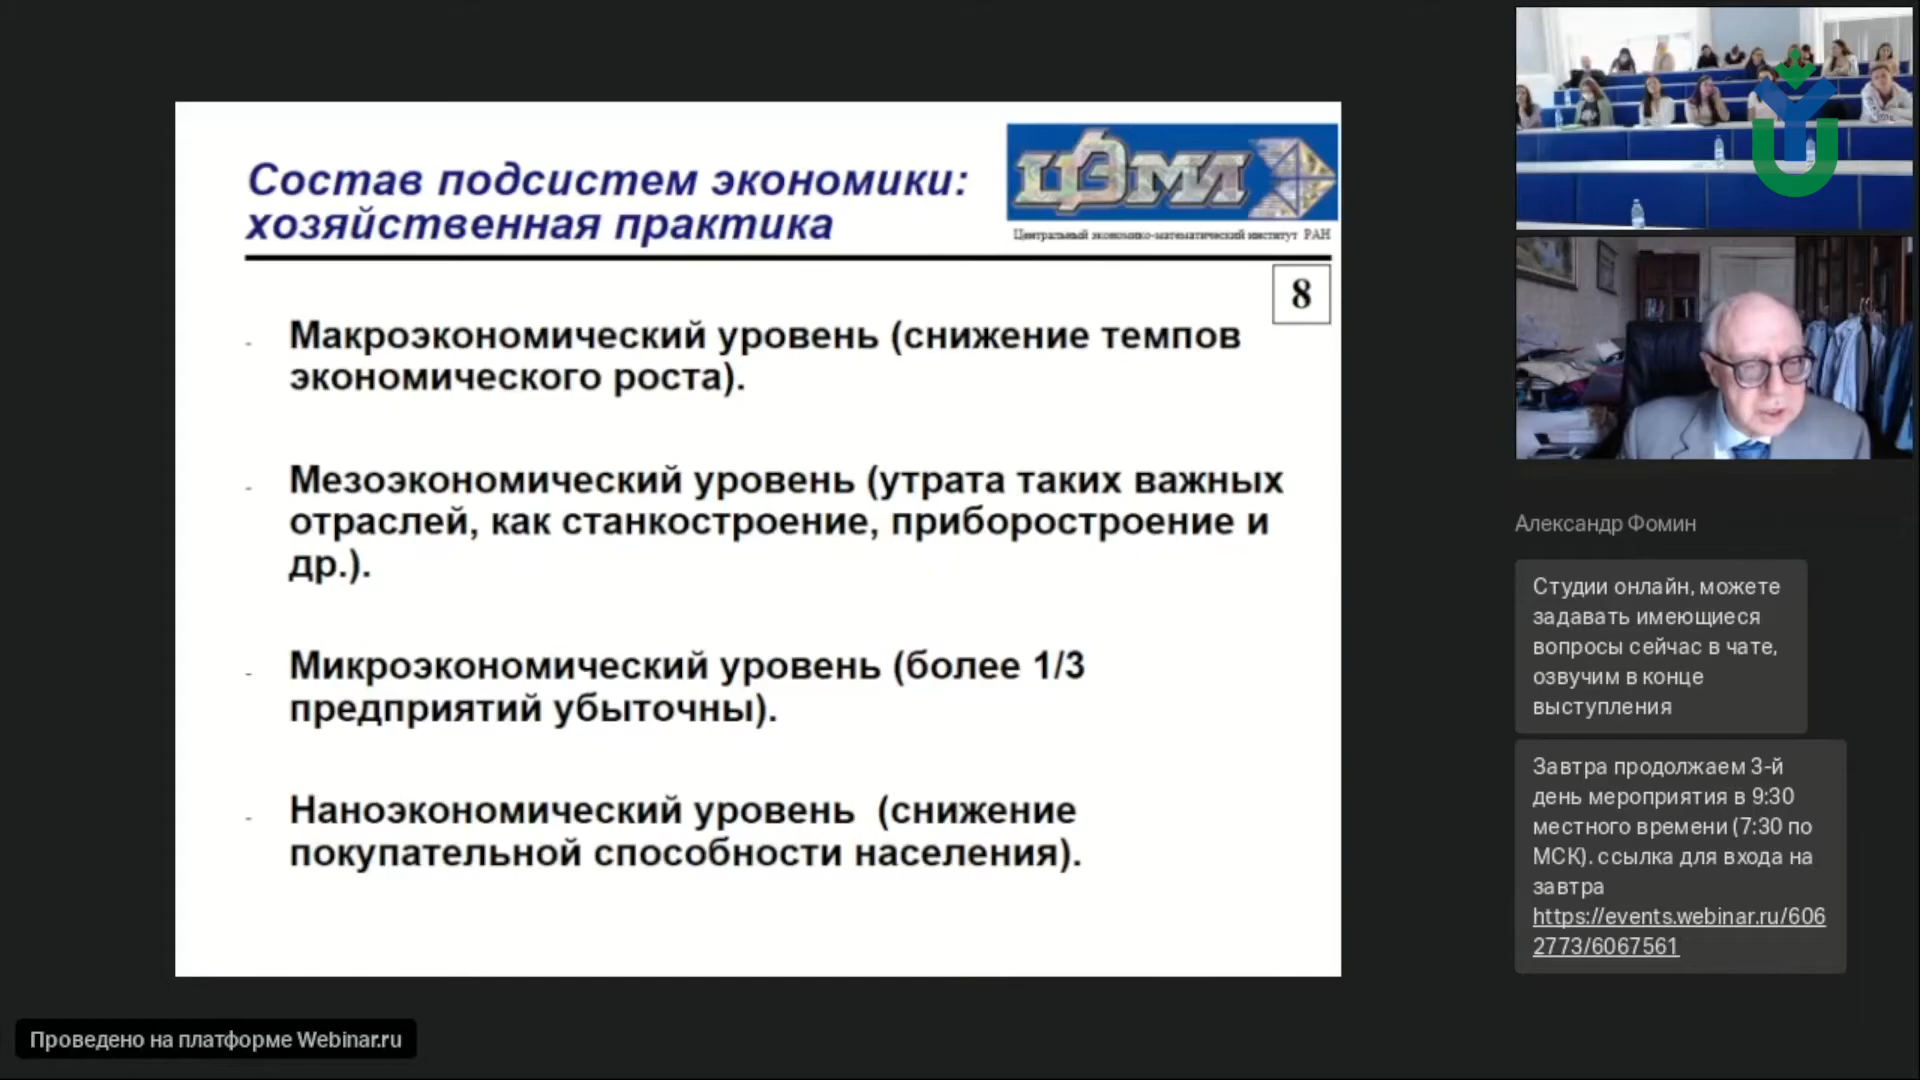 Состав подсистем экономики:
хозяйственная практика
ЦЭМИ
Центральный экономико-математический институт РАН
8
- Макроэкономический уровень (снижение темпов
экономического роста).
- Мезоэкономический уровень (утрата таких важных
отраслей, как станкостроение, приборостроение и
др.).
- Микроэкономический уровень (более 1/3
предприятий убыточны).
- Наноэкономический уровень (снижение
покупательной способности населения).
Александр Фомин
Студии онлайн, можете
задавать имеющиеся
вопросы сейчас в чате,
озвучим в конце
выступления
Завтра продолжаем 3-й
день мероприятия в 9:30
местного времени (7:30 по
МСК). ссылка для входа на
завтра
https://events.webinar.ru/606
2773/6067561
Проведено на платформе Webinar.ru